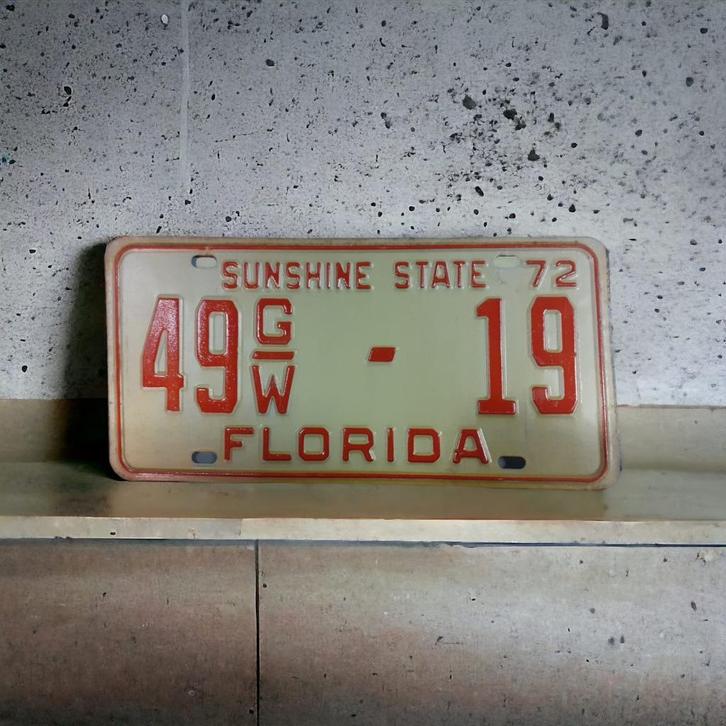 SUNSHINE STATE 72
49 G/W - 19
FLORIDA